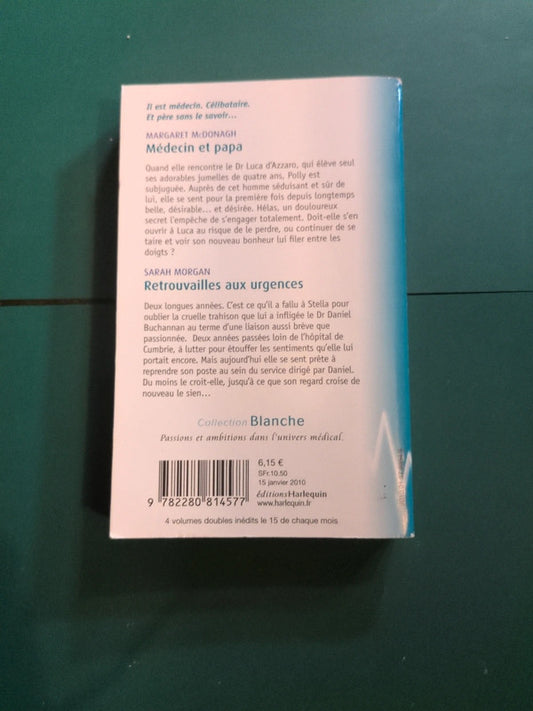 Il est médecin. Célibataire.
Et père sans le savoir...
MARGARET McDONAGH
Médecin et papa
Quand elle rencontre le Dr Luca d'Azzaro, qui élève seul
ses adorables jumelles de quatre ans, Polly est
subjuguée. Auprès de cet homme séduisant et sûr de
lui, elle se sent pour la première fois depuis longtemps
belle, désirable... et désirée. Hélas, un douloureux
secret l'empêche de s'engager totalement. Doit-elle s'en
ouvrir à Luca au risque de le perdre, ou continuer de se
taire et voir son nouveau bonheur lui filer entre les
doigts ?
SARAH MORGAN
Retrouvailles aux urgences
Deux longues années. C'est ce qu'il a fallu à Stella pour
oublier la cruelle trahison que lui a infligée le Dr Daniel
Buchannan au terme d'une liaison aussi brève que
passionnée. Deux années passées loin de l'hôpital de
Cumbrie, à lutter pour étouffer les sentiments qu'elle lui
portait encore. Mais aujourd'hui elle se sent prête à
reprendre son poste au sein du service dirigé par Daniel.
Du moins le croit-elle, jusqu'à ce que son regard croise de
nouveau le sien...
Collection Blanche
Passions et ambitions dans l'univers médical.
6,15 €
SFr.10.50
15 janvier 2010
éditionsHarlequin
www.harlequin.fr
9 782280 814577
4 volumes doubles inédits le 15 de chaque mois